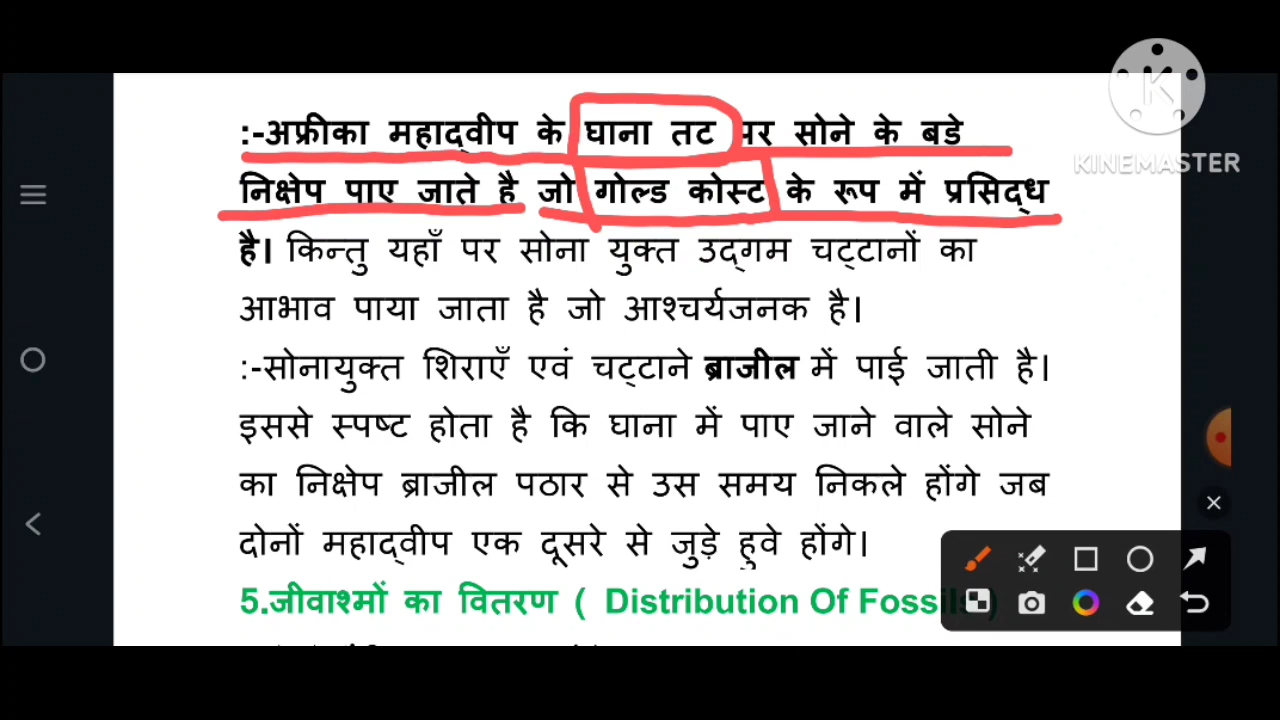 KINEMASTER
:-अफ्रीका महाद्वीप के घाना तट पर सोने के बडे
निक्षेप पाए जाते है जो गोल्ड कोस्ट के रूप में प्रसिद्ध
है। किन्तु यहाँ पर सोना युक्त उद्गम चट्टानों का
आभाव पाया जाता है जो आश्चर्यजनक है।
:-सोनायुक्त शिराएँ एवं चट्टाने ब्राजील में पाई जाती है।
इससे स्पष्ट होता है कि घाना में पाए जाने वाले सोने
का निक्षेप ब्राजील पठार से उस समय निकले होंगे जब
दोनों महाद्वीप एक दूसरे से जुड़े हुवे होंगे।
5.जीवाश्मों का वितरण ( Distribution Of Fossils)